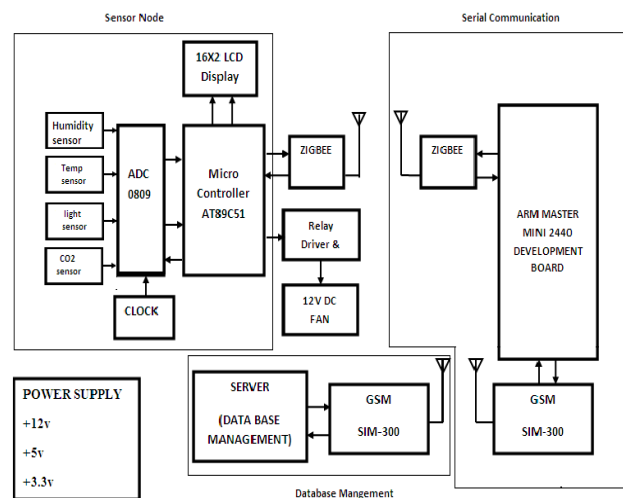 Sensor Node
Serial Communication
16X2 LCD
Display
Humidity
sensor
Temp
sensor
light
sensor
CO2
sensor
ADC
0809
Micro
Controller
AT89C51
CLOCK
ZIGBEE
Relay
Driver &
12V DC
FAN
ZIGBEE
ARM MASTER
MINI 2440
DEVELOPMENT
BOARD
GSM
SIM-300
SERVER
(DATA BASE
MANAGEMENT)
GSM
SIM-300
Database Mangement
POWER SUPPLY
+12v
+5v
+3.3v